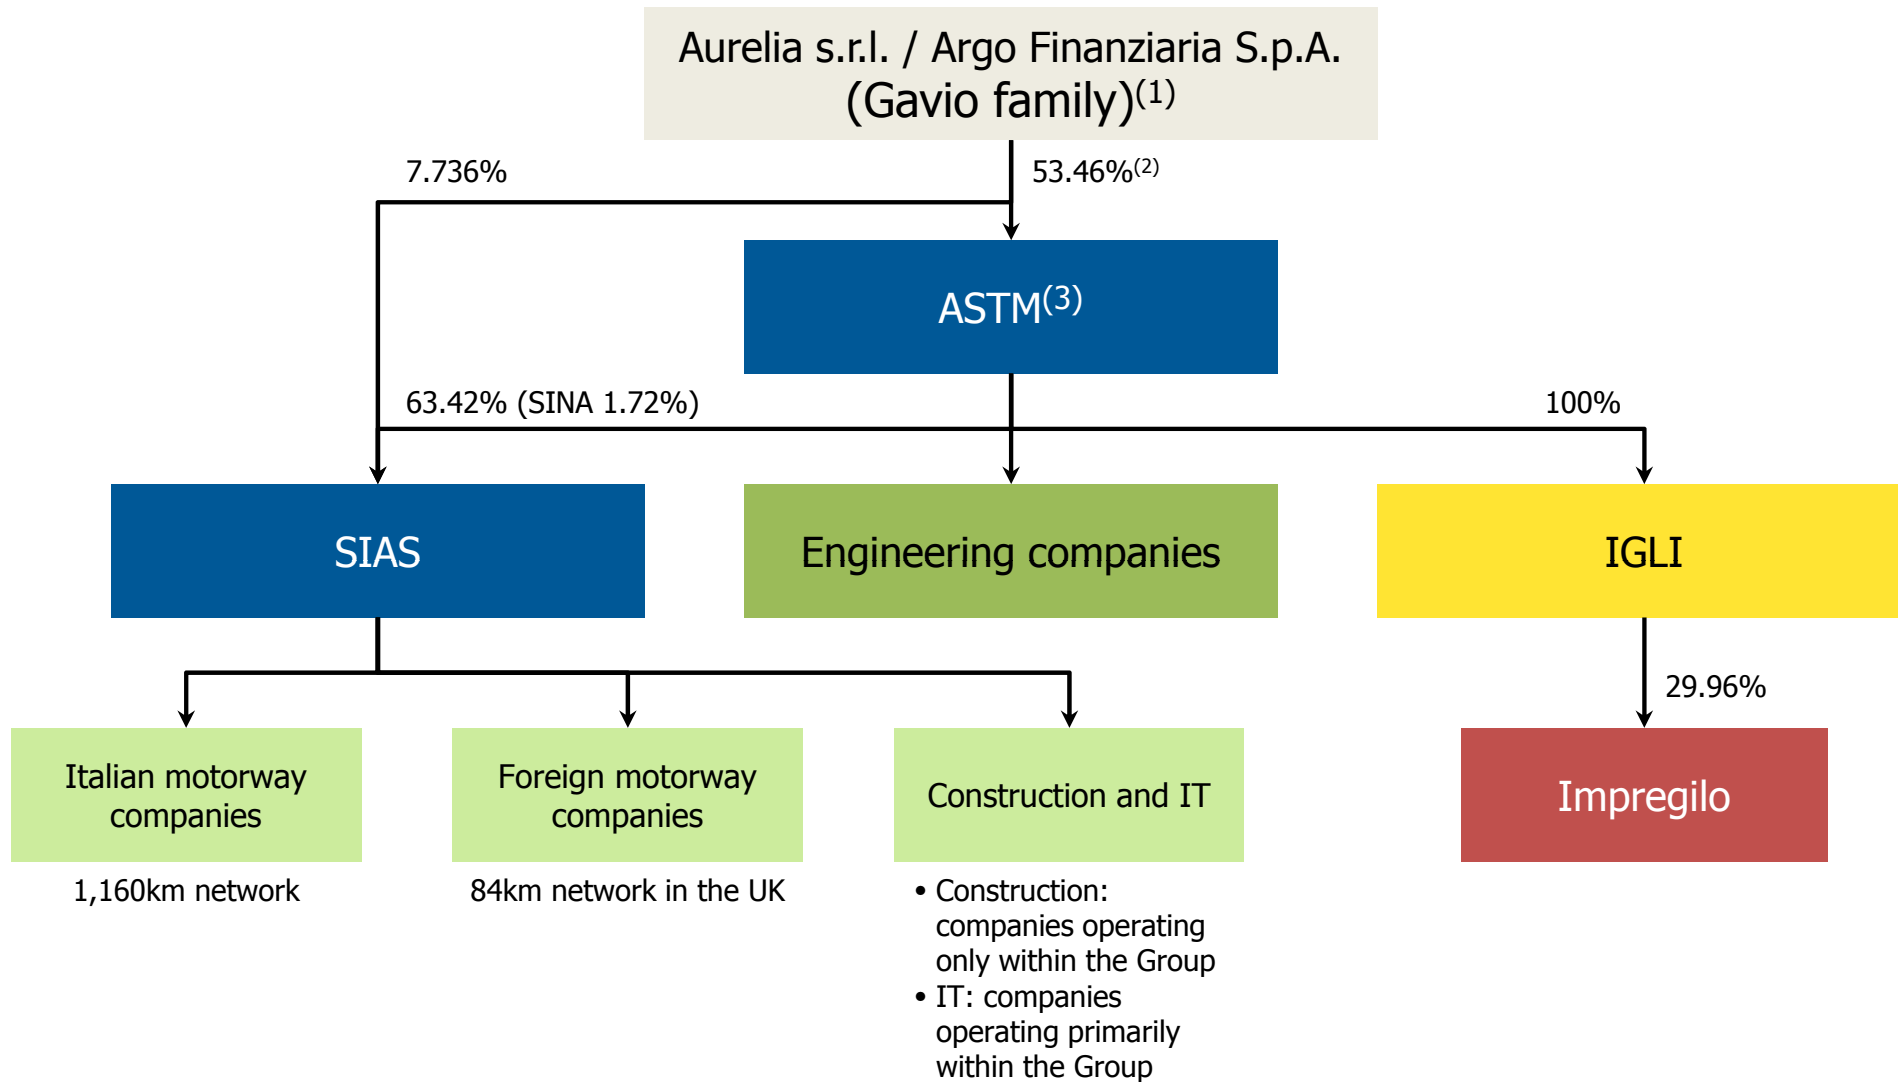 Aurelia s.r.l. / Argo Finanziaria S.p.A.
(Gavio family)(1)
7.736%
53.46%(2)
ASTM(3)
63.42% (SINA 1.72%)
100%
SIAS
Engineering companies
IGLI
29.96%
Italian motorway
companies
Foreign motorway
companies
Construction and IT
Impregilo
1,160km network
84km network in the UK
• Construction:
companies operating
only within the Group
• IT: companies
operating primarily
within the Group